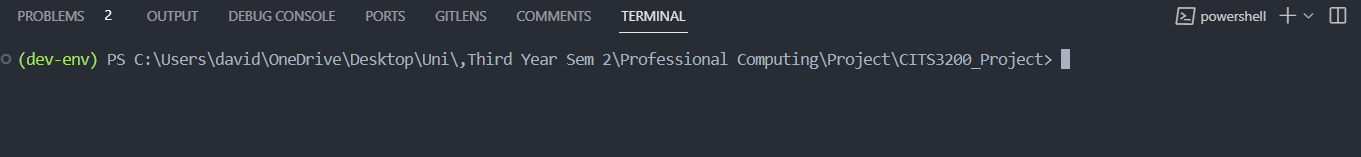 PROBLEMS 2 OUTPUT DEBUG CONSOLE PORTS GITLENS COMMENTS TERMINAL powershell
(dev-env) PS C:\Users\david\OneDrive\Desktop\Uni\,Third Year Sem 2\Professional Computing\Project\CITS3200_Project>